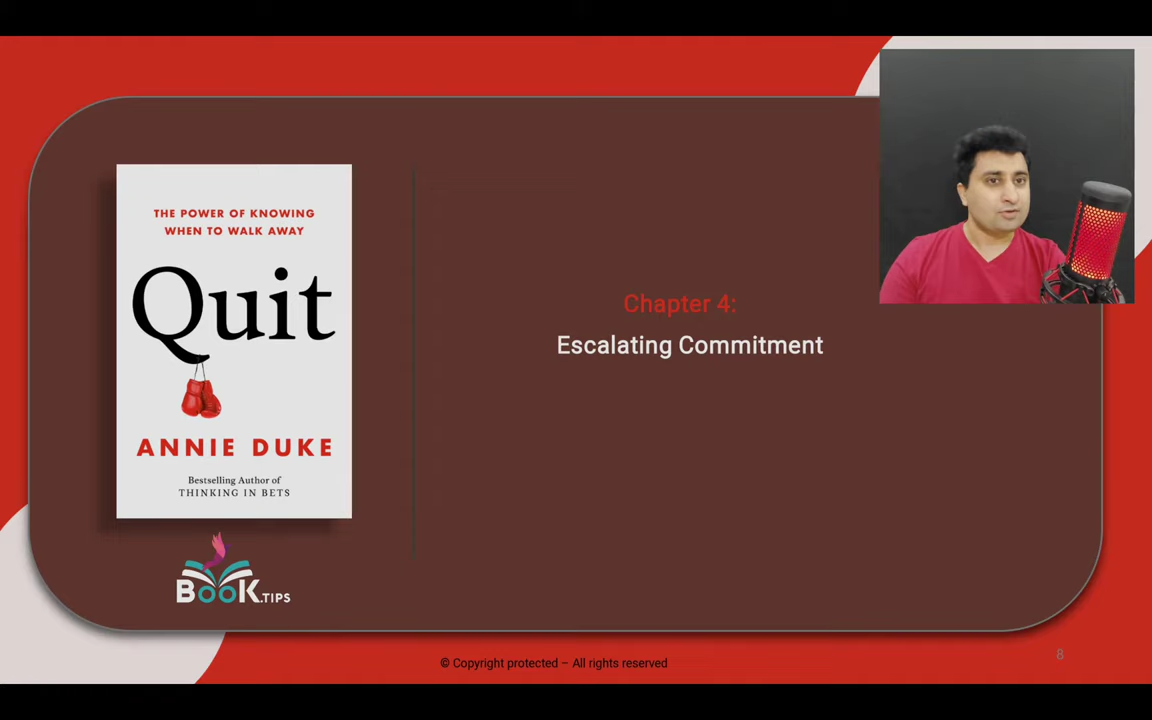 THE POWER OF KNOWING
WHEN TO WALK AWAY
Quit
ANNIE DUKE
Bestselling Author of
THINKING IN BETS
BOOK.TIPS
Chapter 4:
Escalating Commitment
© Copyright protected – All rights reserved
8